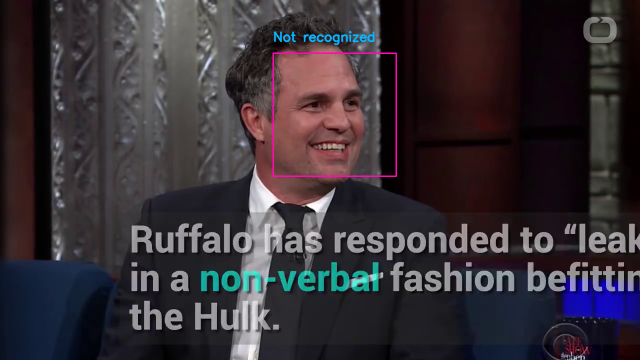 Not recognized
Ruffalo has responded to “leak
in a non-verbal fashion befittin
the Hulk.